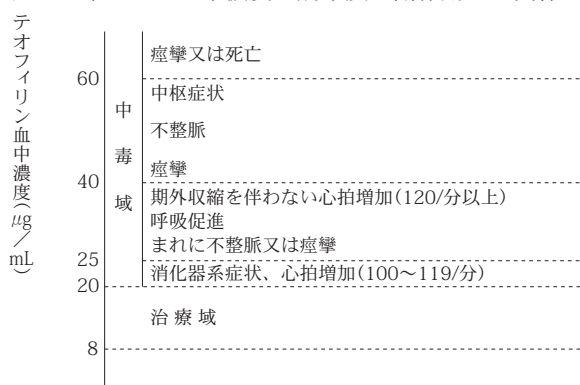 テオフィリン血中濃度(μg/mL)
60
40
25
20
8
中毒域
痙攣又は死亡
中枢症状
不整脈
痙攣
期外収縮を伴わない心拍増加(120/分以上)
呼吸促進
まれに不整脈又は痙攣
消化器系症状、心拍増加(100〜119/分)
治療域